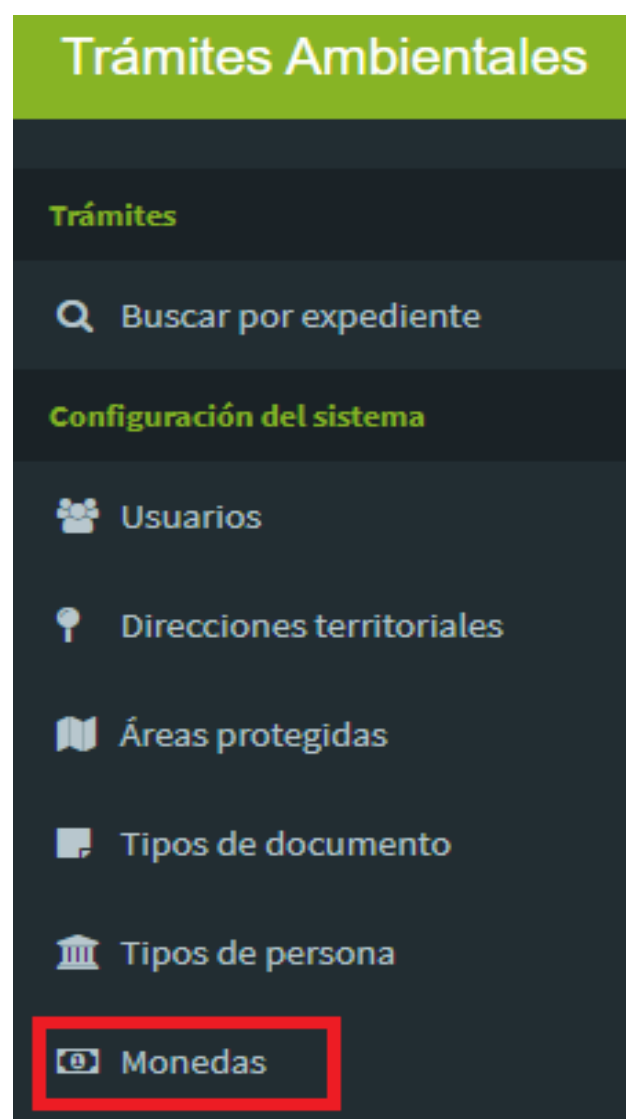 Trámites Ambientales
Trámites
Buscar por expediente
Configuración del sistema
Usuarios
Direcciones territoriales
Áreas protegidas
Tipos de documento
Tipos de persona
Monedas